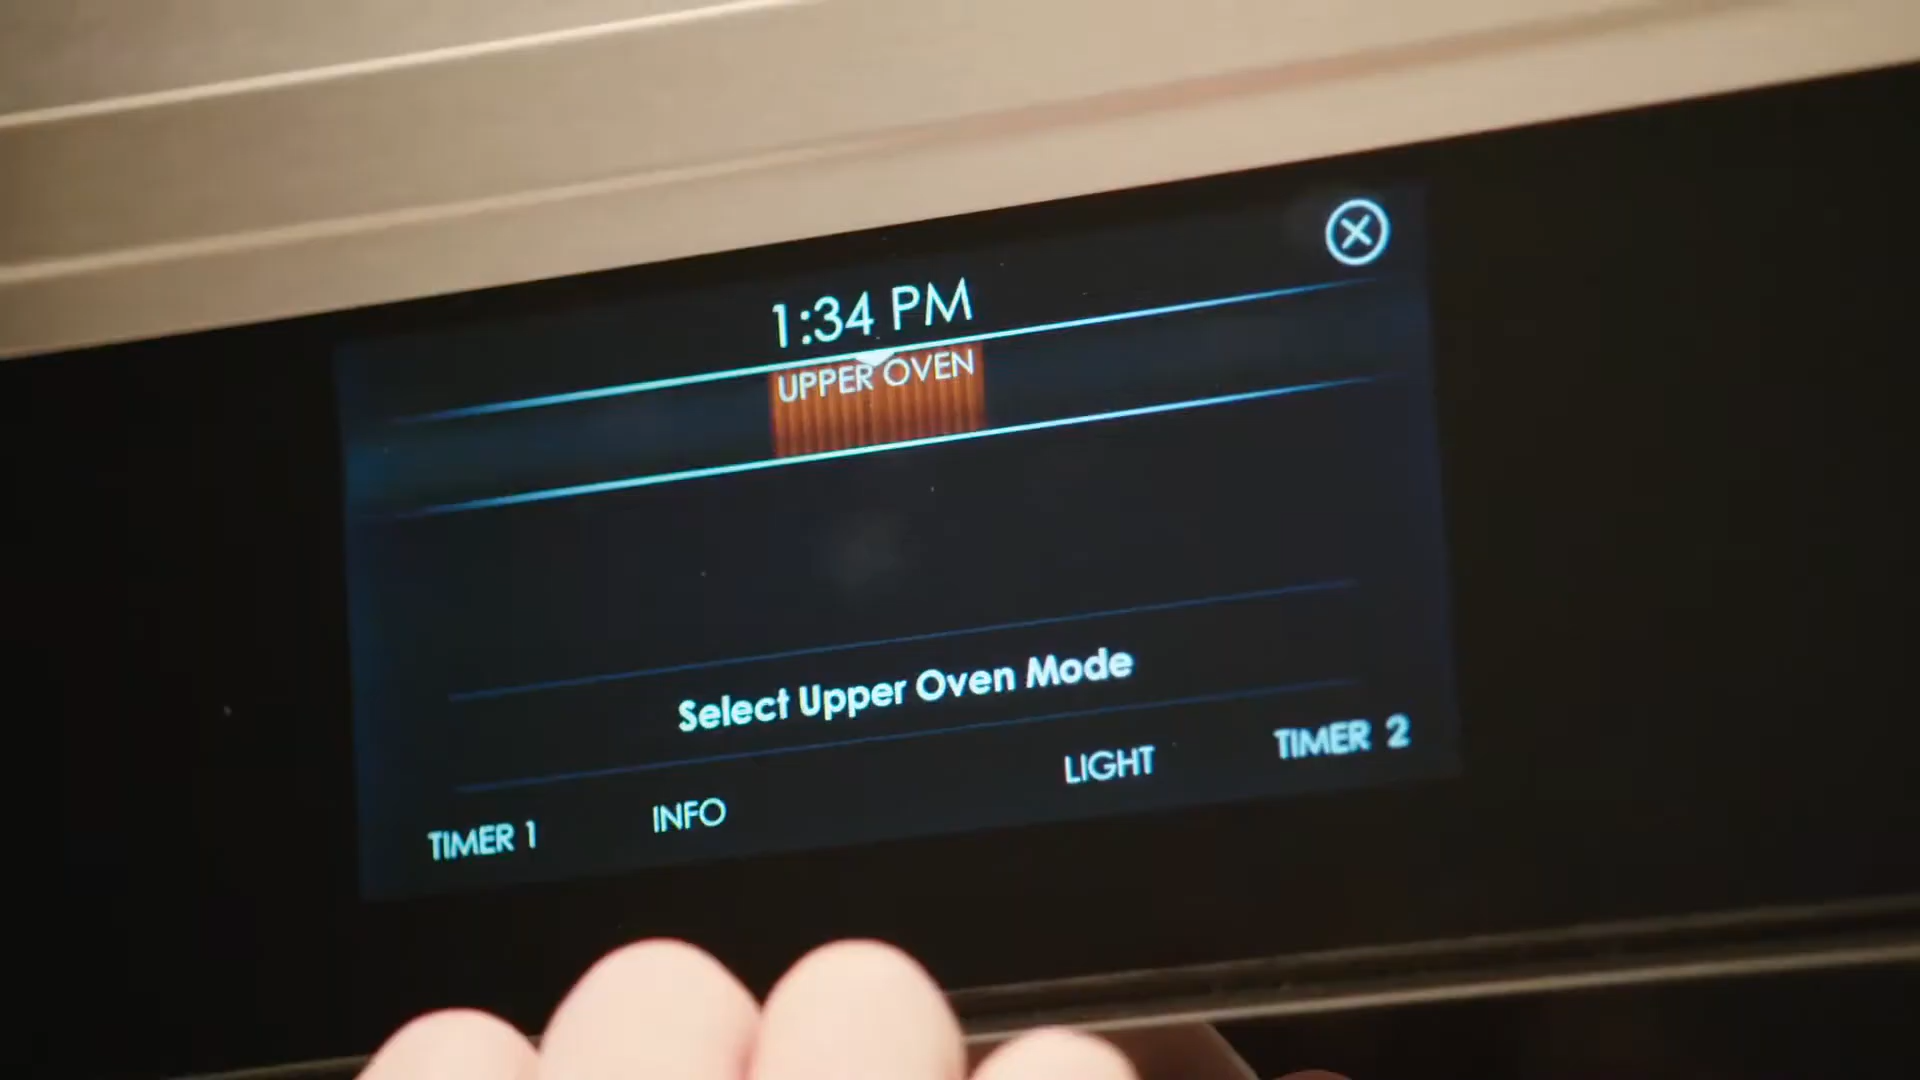 1:34 PM
UPPER OVEN
Select Upper Oven Mode
TIMER 1 INFO LIGHT TIMER 2